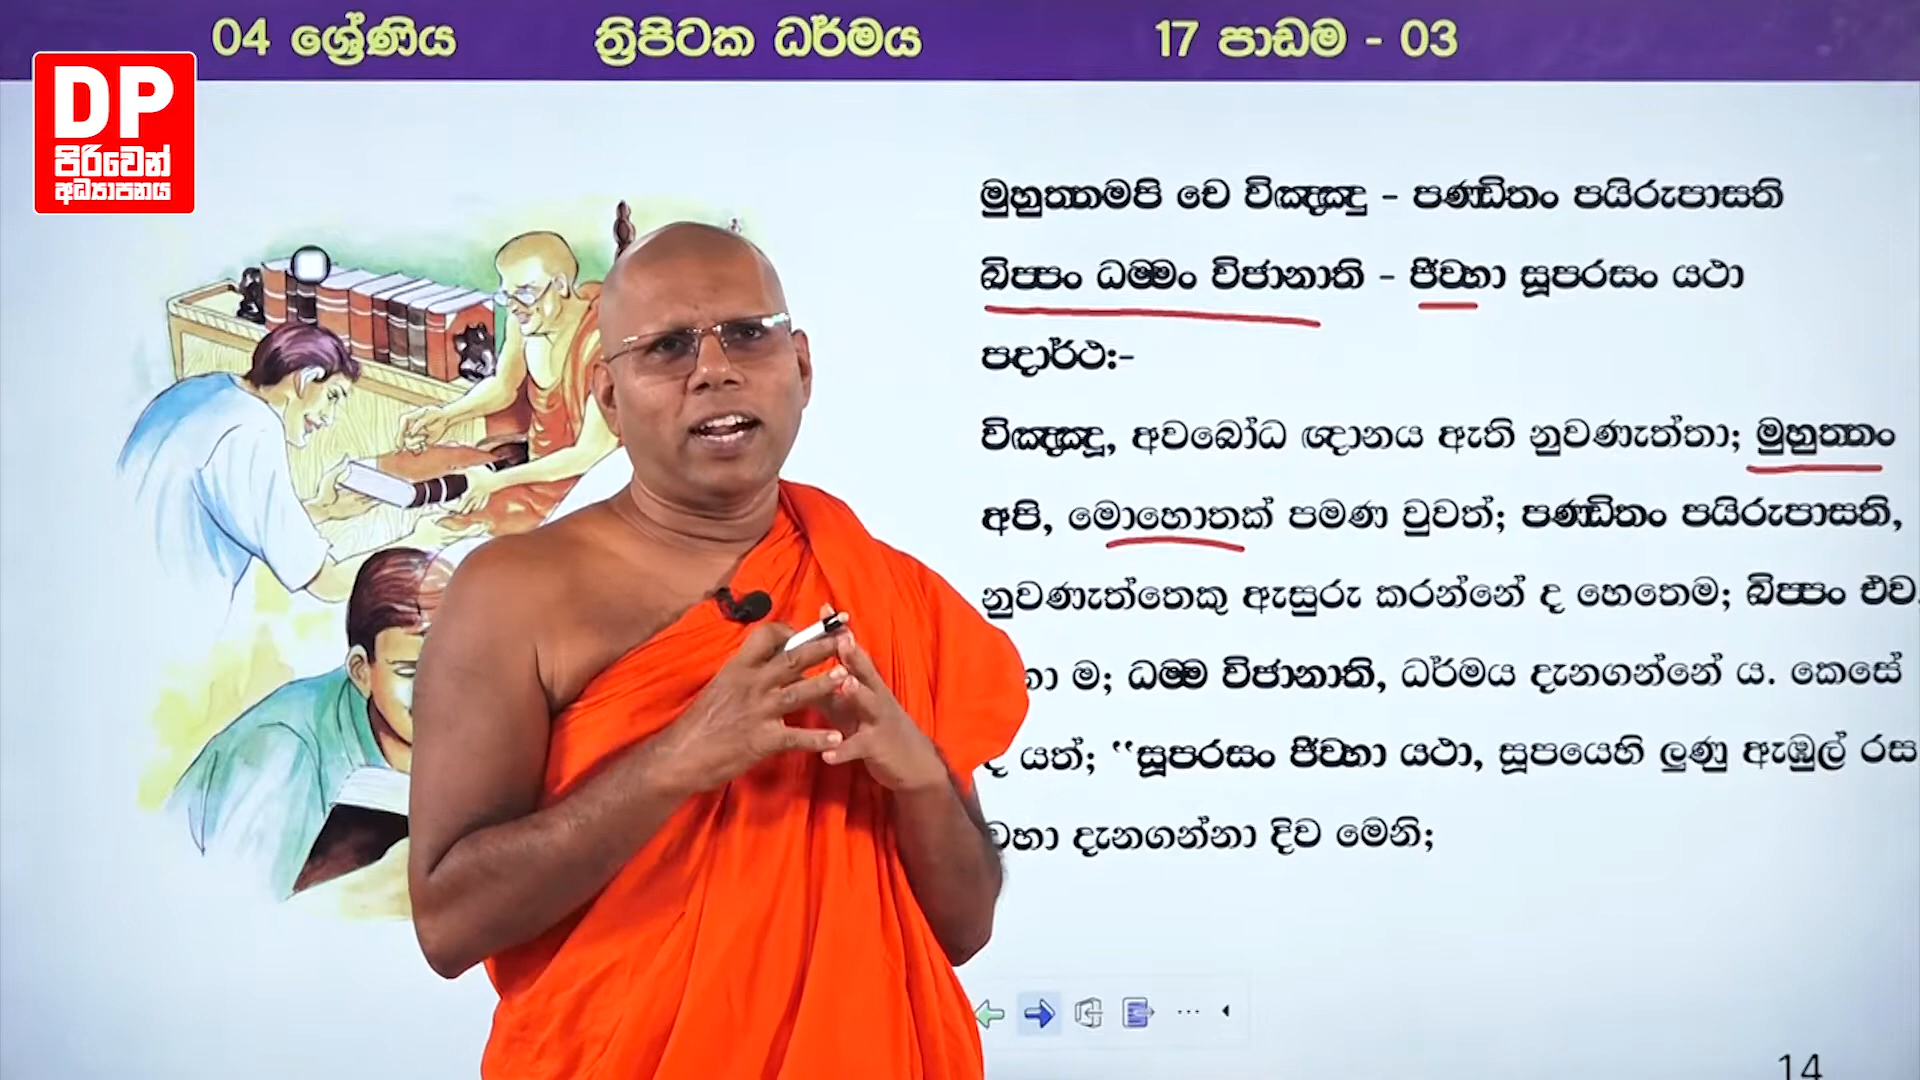 04 ශ්‍රේණිය ත්‍රිපිටක ධර්මය 17 පාඩම - 03
DP
පිරිවෙන්
අධ්‍යාපනය
මුහුත්තමපි චෙ විඤ්ඤු - පණ්ඩිතං පයිරුපාසති
ඛිප්පං ධම්මං විජානාති - ජිව්හා සූපරසං යථා
පදාර්ථ:-
විඤ්ඤූ, අවබෝධ ඥානය ඇති නුවණැත්තා; මුහුත්තං
අපි, මොහොතක් පමණ වුවත්; පණ්ඩිතං පයිරුපාසති,
නුවණැත්තෙකු ඇසුරු කරන්නේ ද හෙතෙම; ඛිප්පං එව
ම; ධම්ම විජානාති, ධර්මය දැනගන්නේ ය. කෙසේ
යත්; “සූපරසං ජිව්හා යථා, සූපයෙහි ලුණු ඇඹුල් රස
දැනගන්නා දිව මෙනි;
14